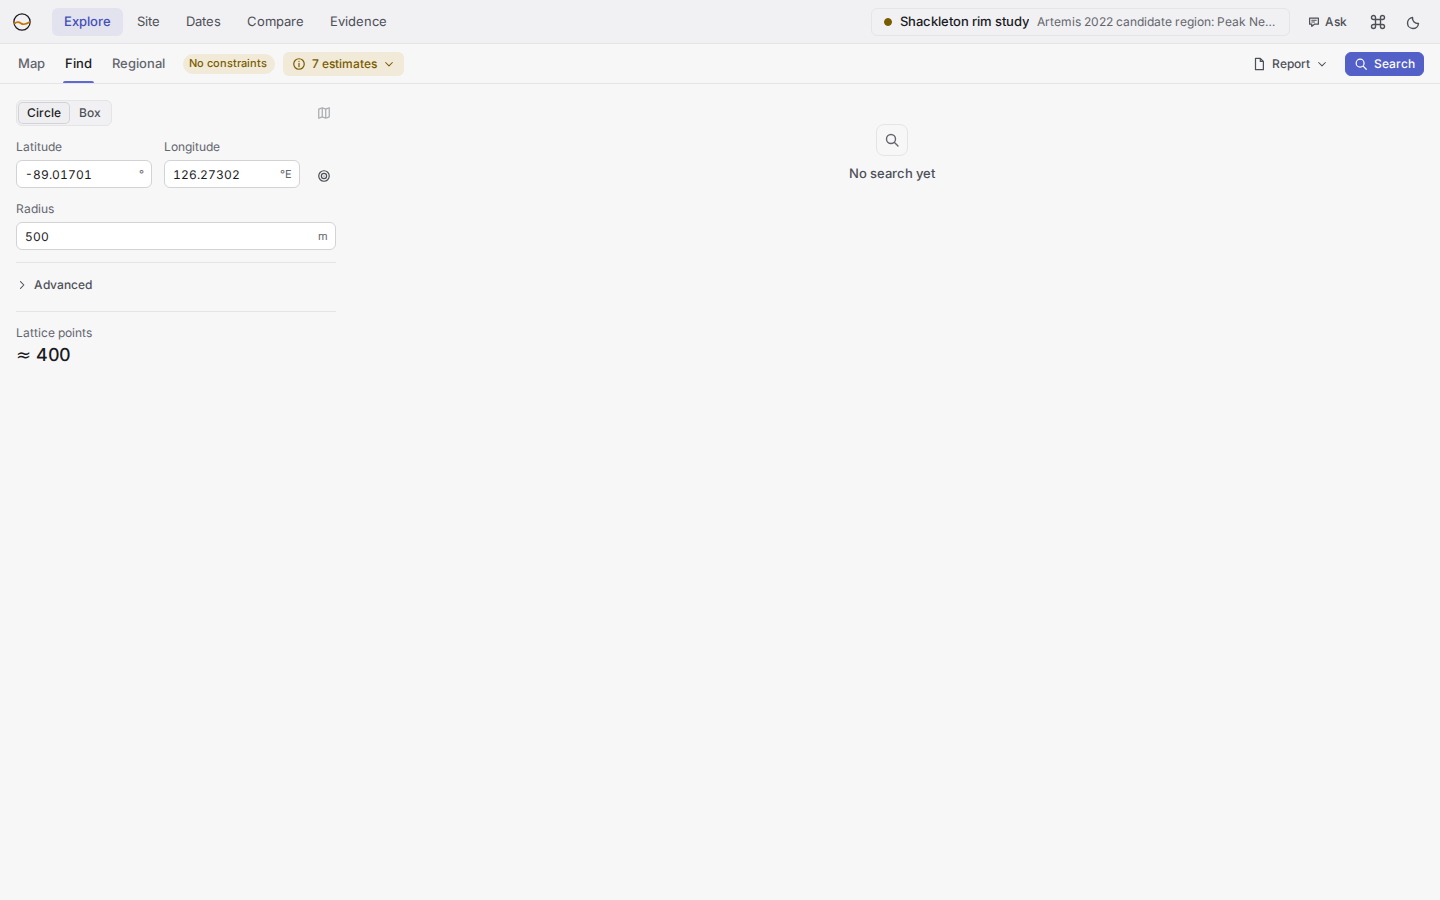 Explore Site Dates Compare Evidence Shackleton rim study Artemis 2022 candidate region: Peak Ne... Ask
Map Find Regional No constraints 7 estimates Report Search
Circle Box
Latitude Longitude
-89.01701 ° 126.27302 °E
Radius
500 m
Advanced
Lattice points
≈ 400
No search yet